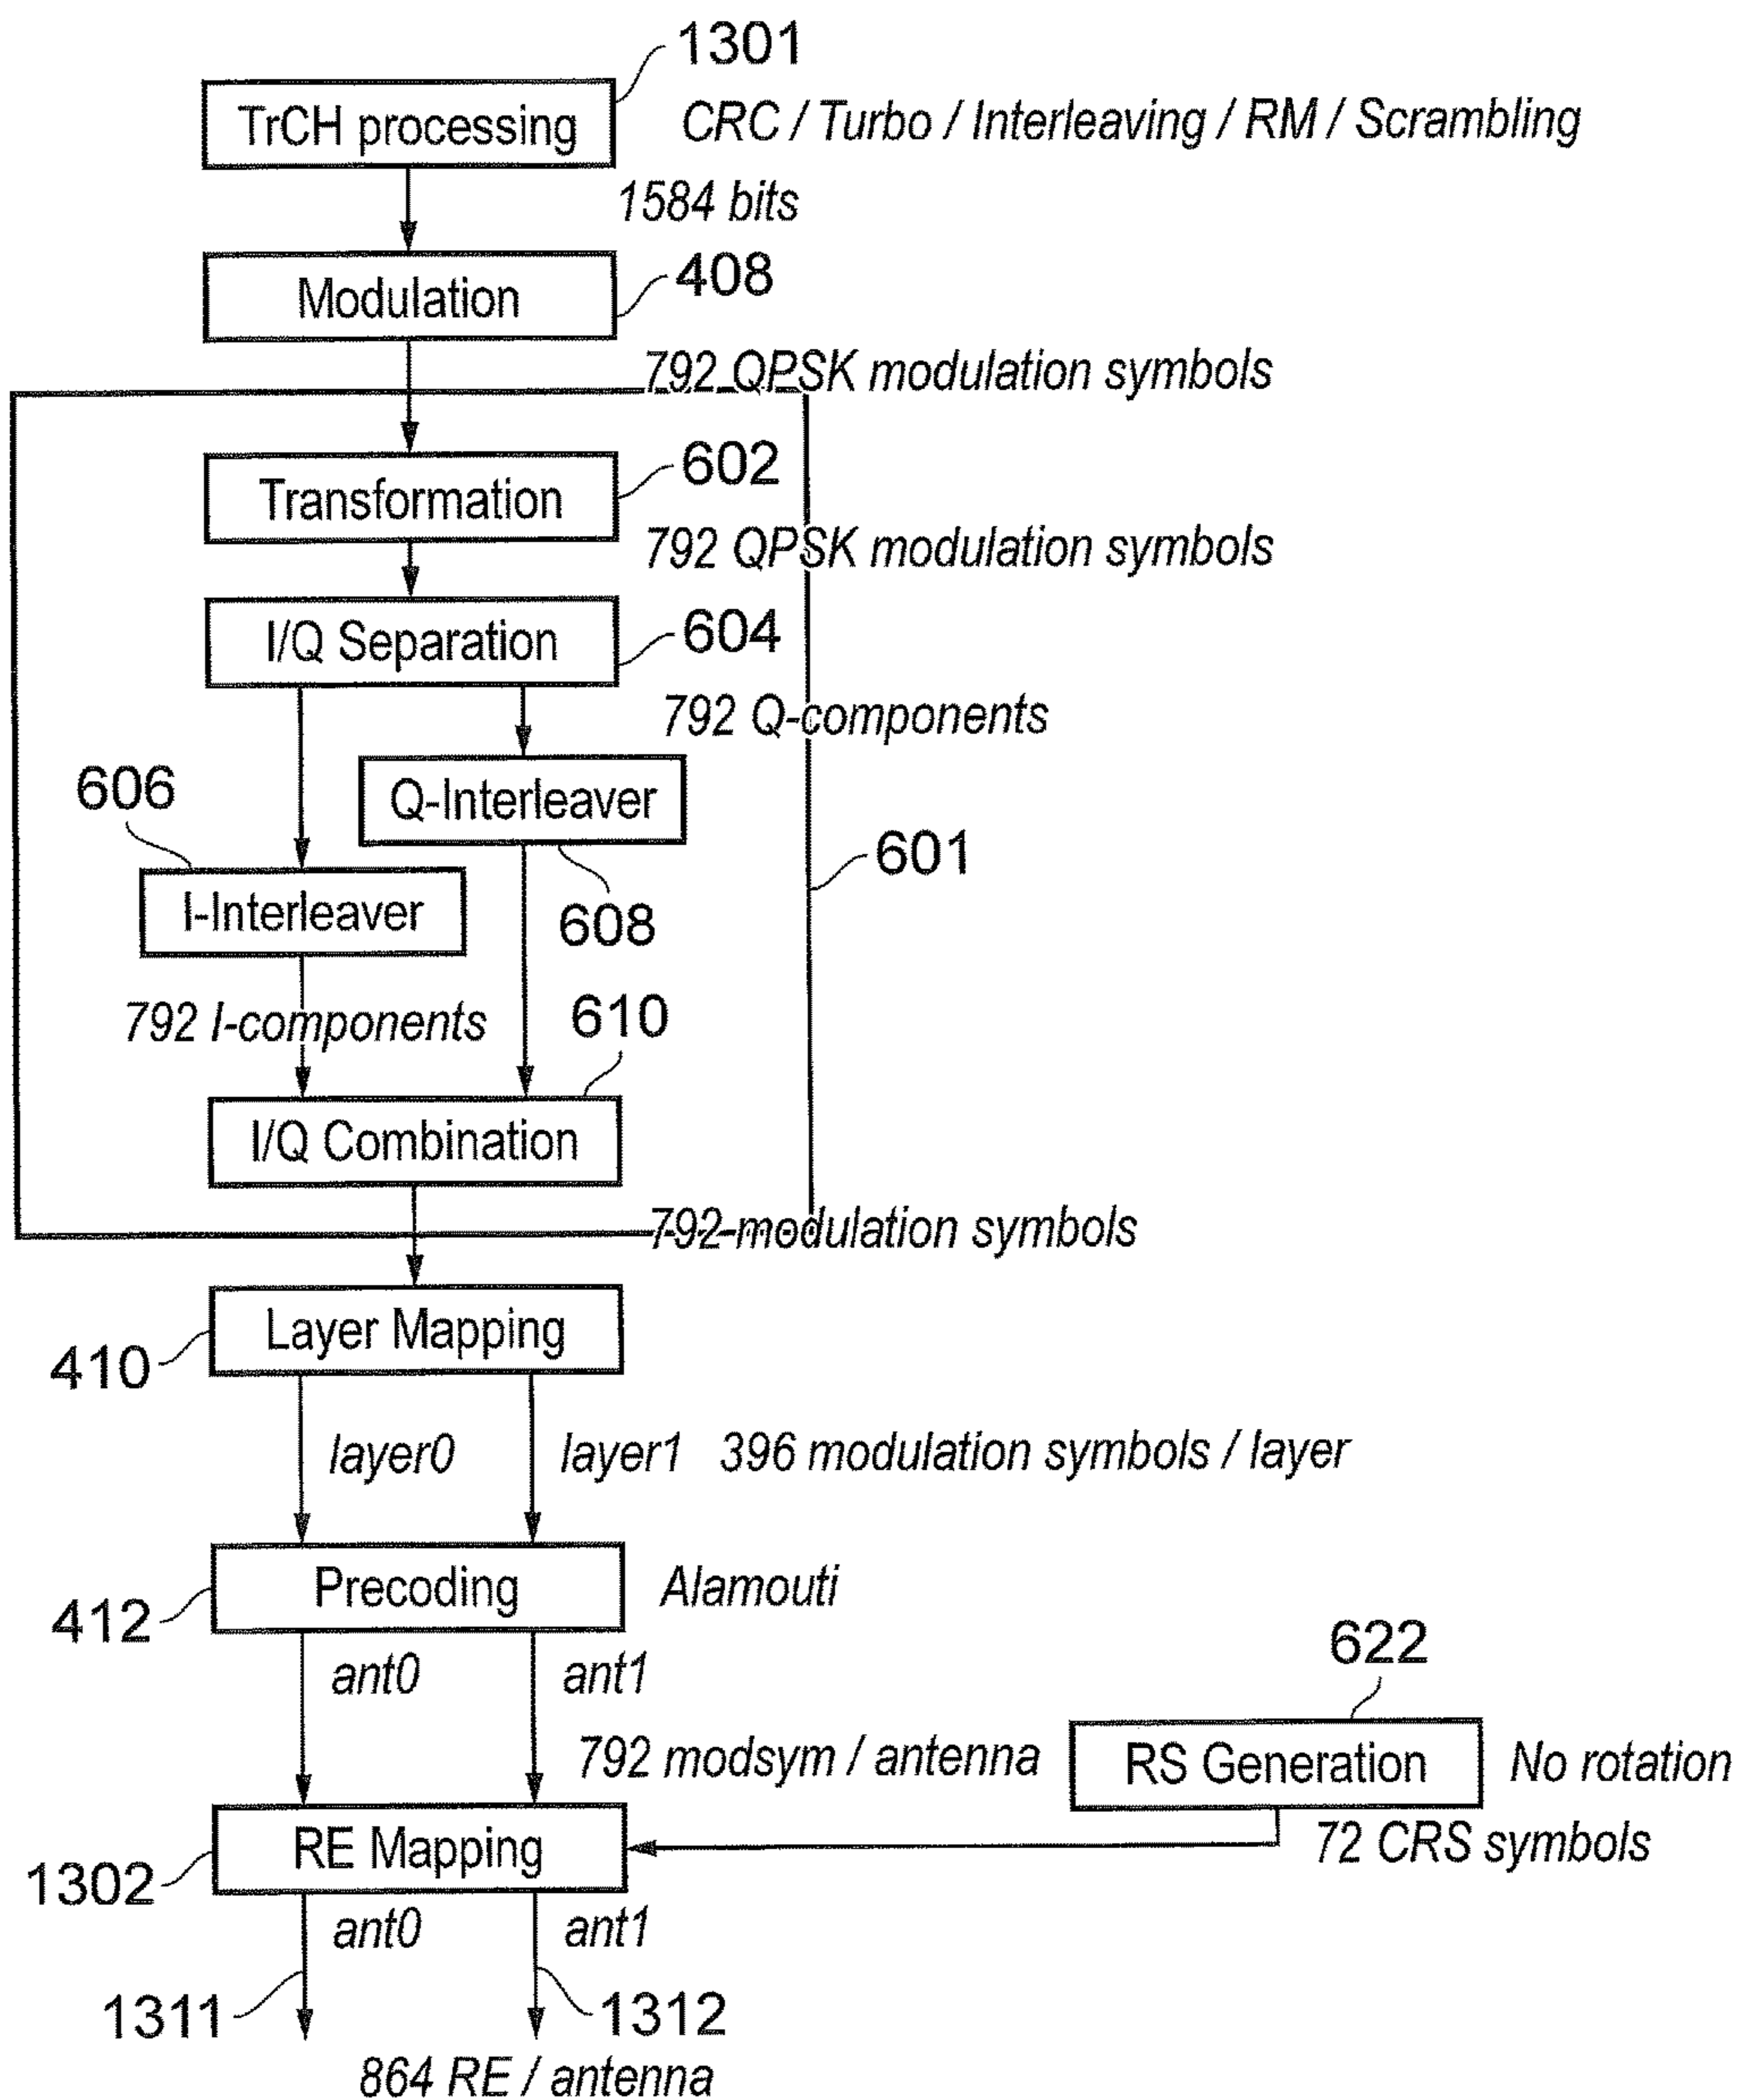 1301
TrCH processing
CRC / Turbo / Interleaving / RM / Scrambling
1584 bits
Modulation
408
792 QPSK modulation symbols
602
Transformation
792 QPSK modulation symbols
I/Q Separation
604
792 Q-components
606
Q-Interleaver
601
I-Interleaver
608
792 I-components
610
I/Q Combination
792 modulation symbols
Layer Mapping
410
layer0
layer1
396 modulation symbols / layer
Precoding
Alamouti
412
ant0
ant1
622
792 modsym / antenna
RS Generation
No rotation
72 CRS symbols
RE Mapping
1302
ant0
ant1
1311
1312
864 RE / antenna